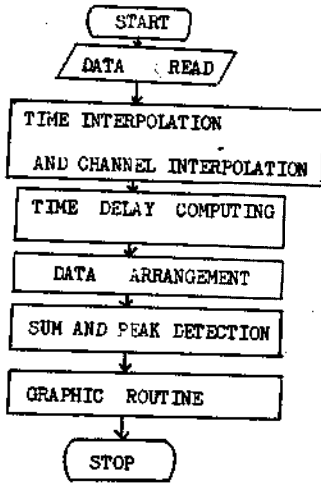 START
DATA READ
TIME INTERPOLATION
AND CHANNEL INTERPOLATION
TIME DELAY COMPUTING
DATA ARRANGEMENT
SUM AND PEAK DETECTION
GRAPHIC ROUTINE
STOP